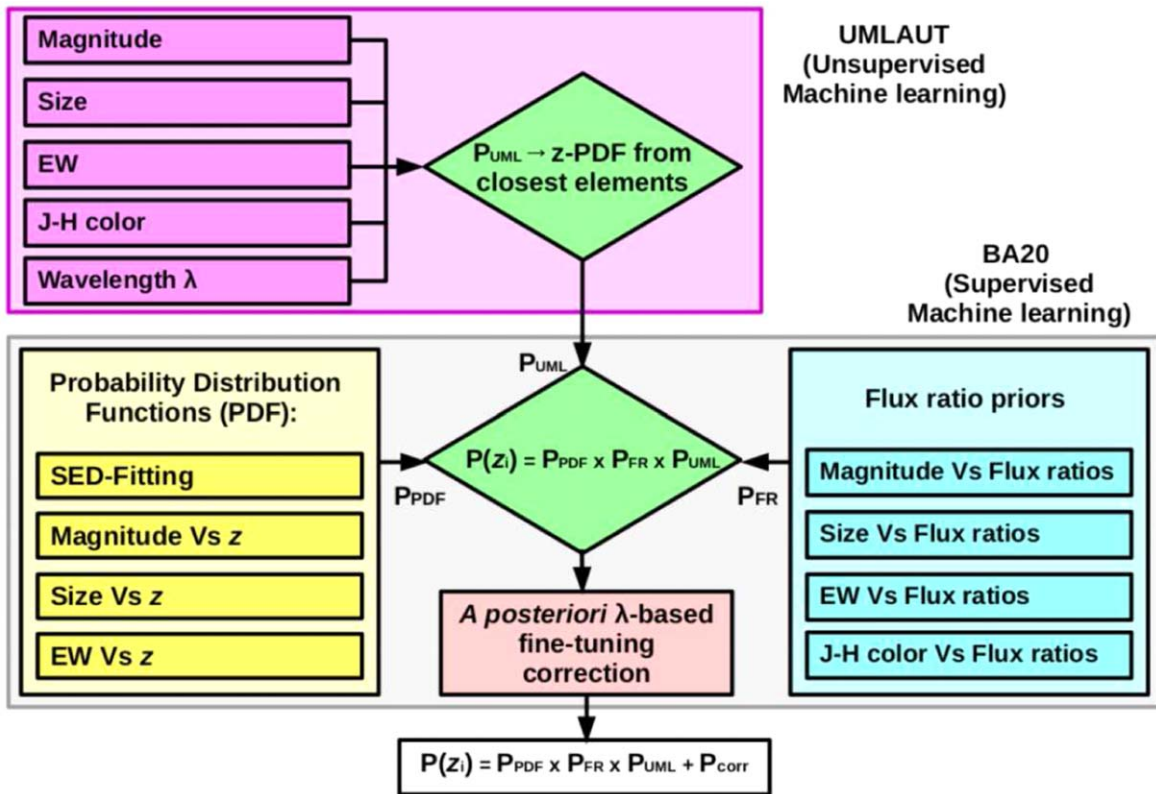 UMLAUT
(Unsupervised
Machine learning)
Magnitude
Size
EW
J-H color
Wavelength λ
PUML → z-PDF from
closest elements
BA20
(Supervised
Machine learning)
PUML
Probability Distribution
Functions (PDF):
SED-Fitting
Magnitude Vs z
Size Vs z
EW Vs z
PPDF
P(zi) = PPDF x PFR x PUML
PFR
Flux ratio priors
Magnitude Vs Flux ratios
Size Vs Flux ratios
EW Vs Flux ratios
J-H color Vs Flux ratios
A posteriori λ-based
fine-tuning
correction
P(zi) = PPDF x PFR x PUML + Pcorr